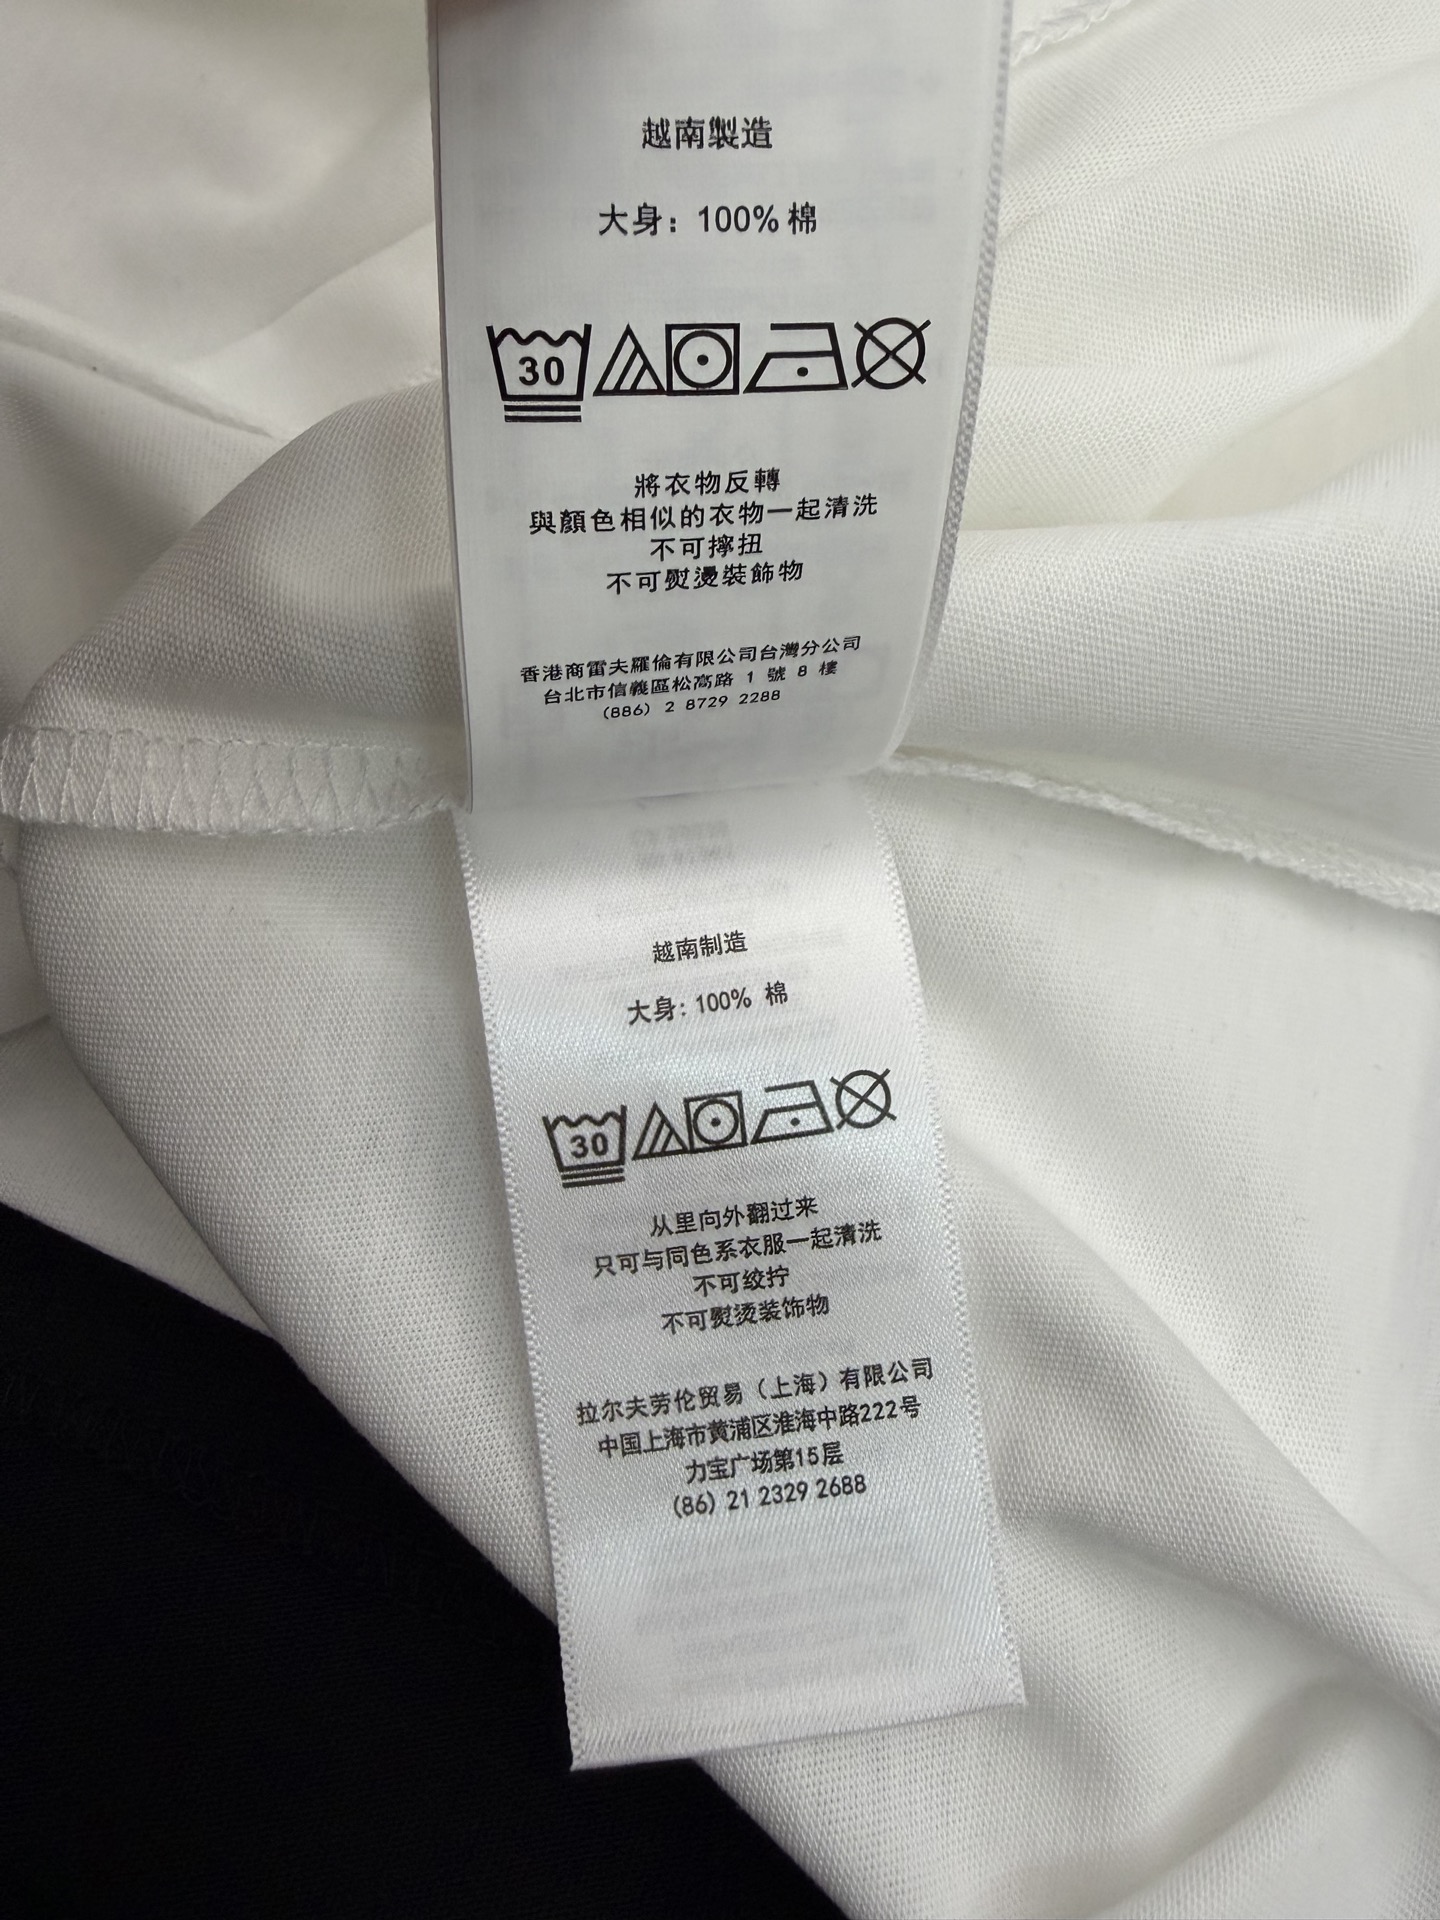 越南製造
大身：100% 棉
30
將衣物反轉
與顏色相似的衣物一起清洗
不可擰扭
不可熨燙裝飾物
香港商雷夫羅倫有限公司台灣分公司
台北市信義區松高路 1 號 8 樓
(886) 2 8729 2288
越南制造
大身: 100% 棉
30
从里向外翻过来
只可与同色系衣服一起清洗
不可绞拧
不可熨烫装饰物
拉尔夫劳伦贸易（上海）有限公司
中国上海市黄浦区淮海中路222号
力宝广场第15层
(86) 21 2329 2688